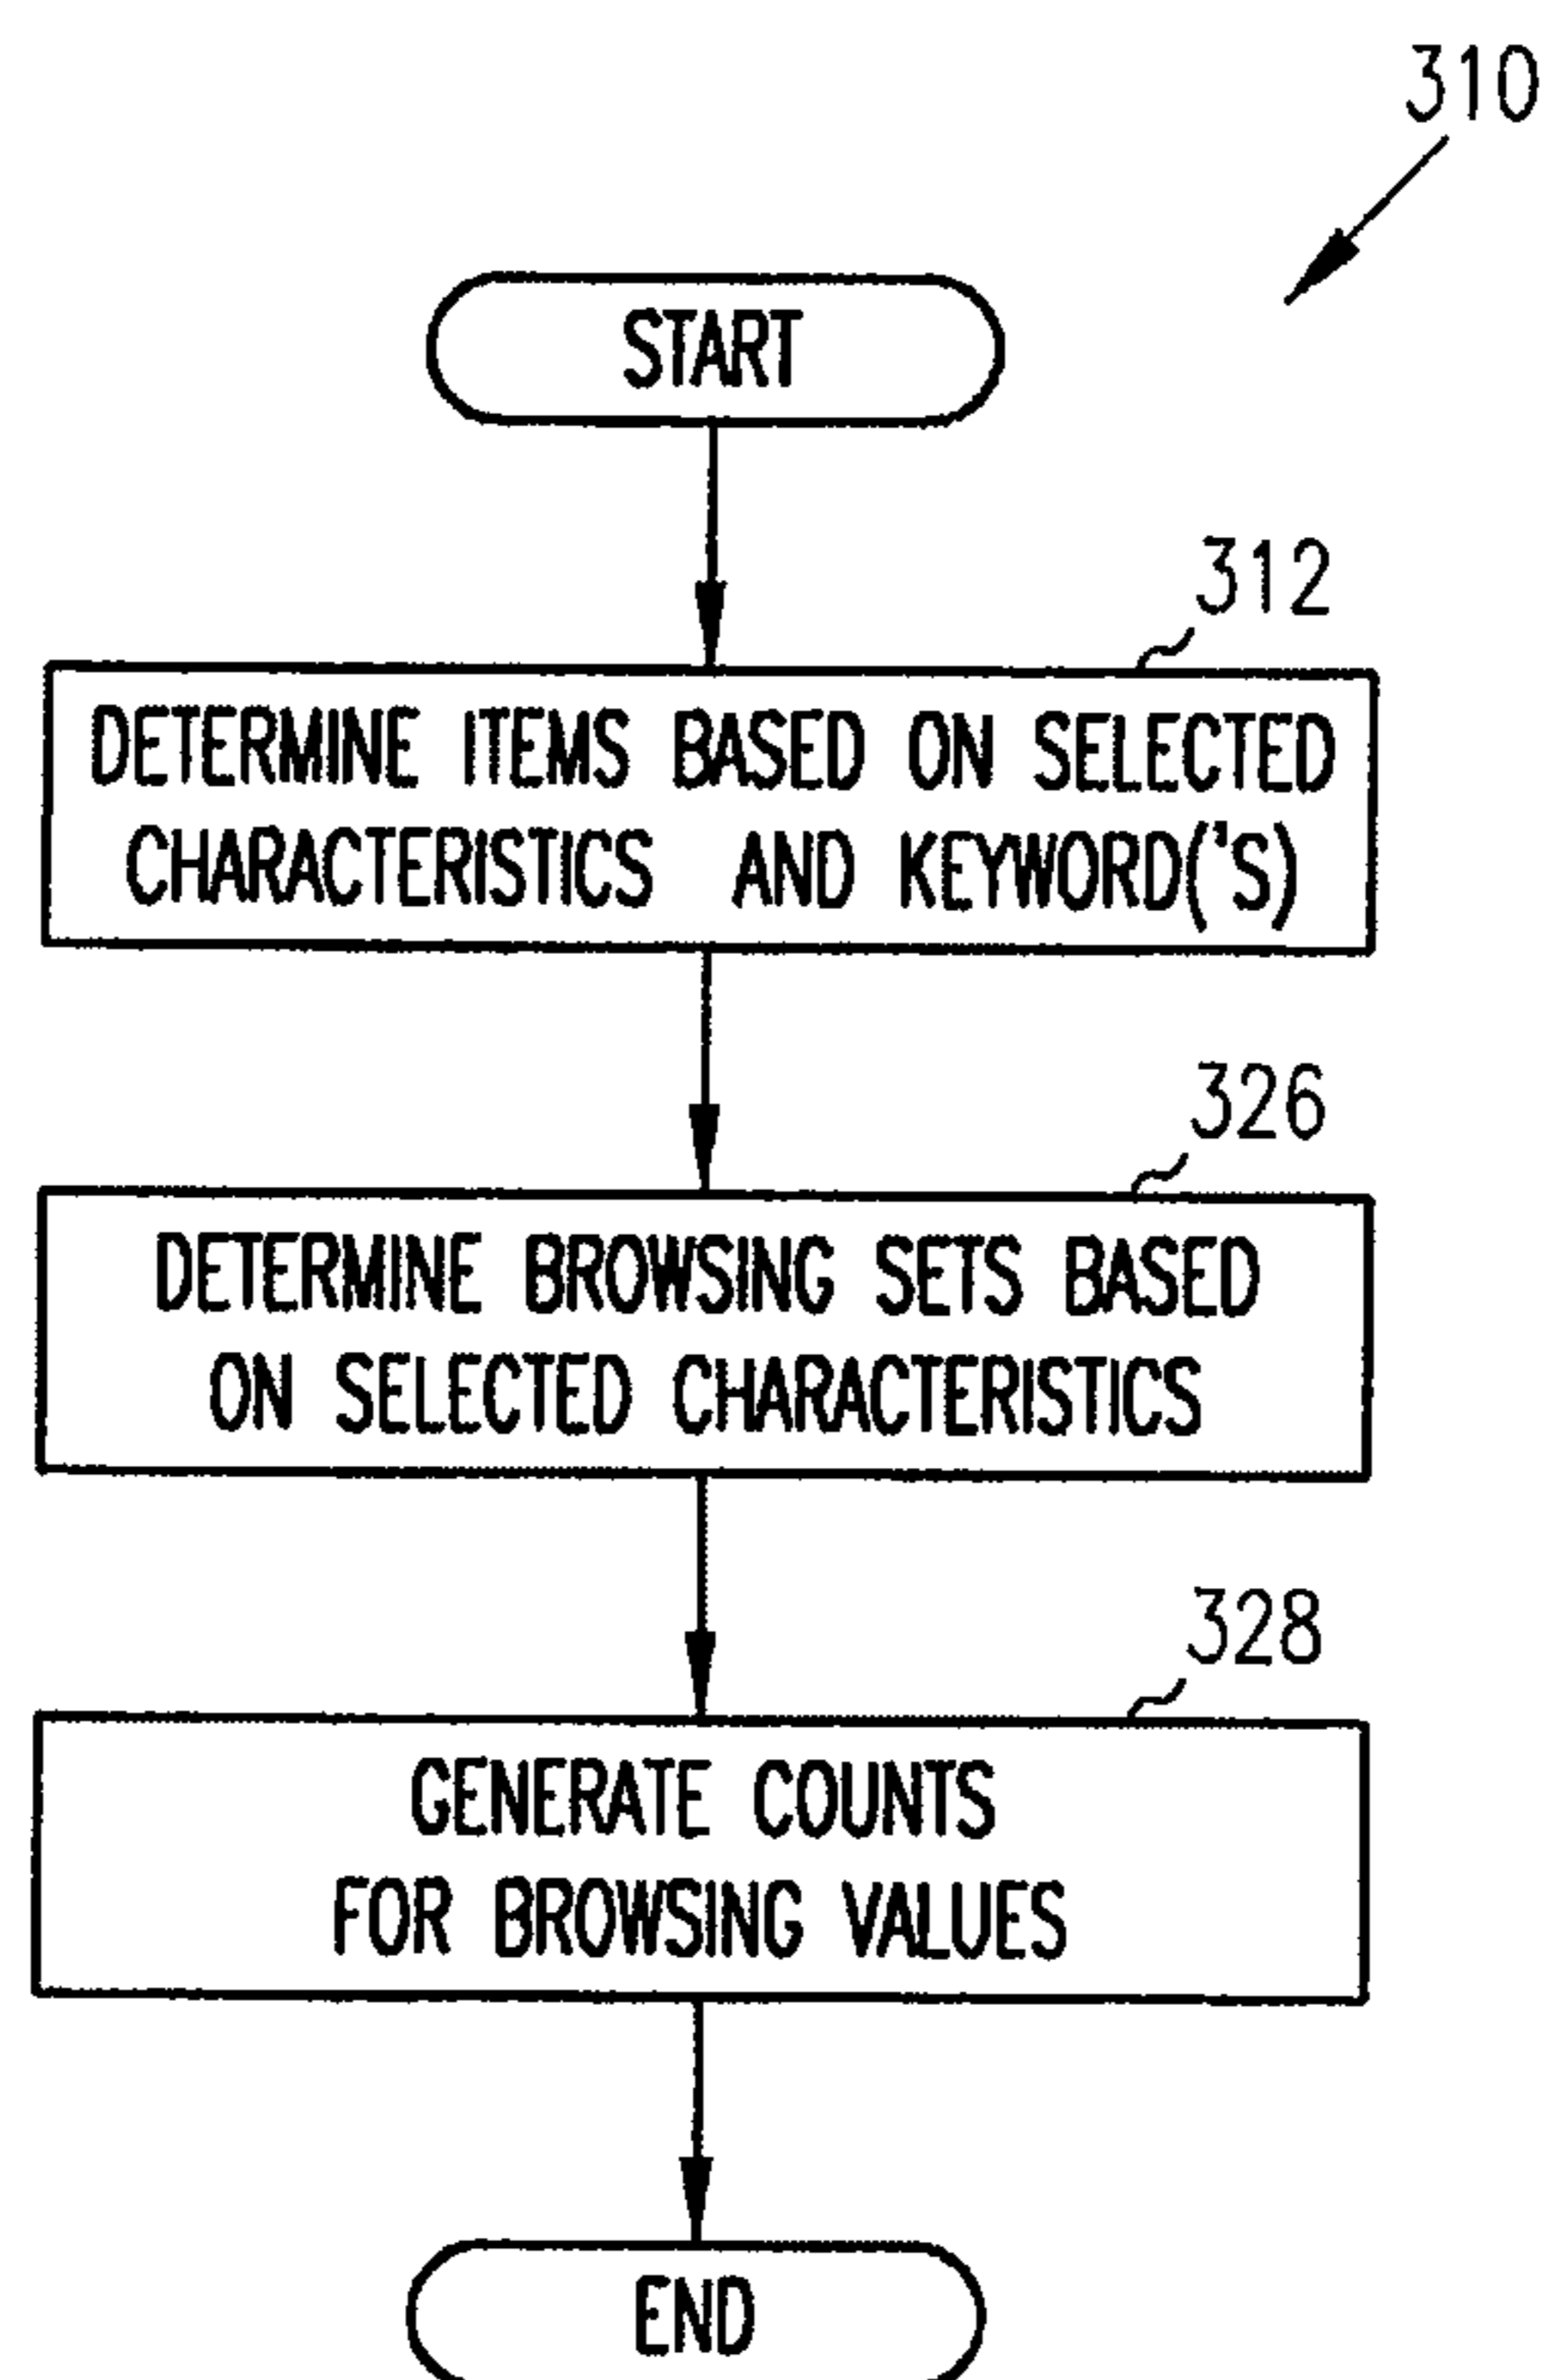 310
START
312
DETERMINE ITEMS BASED ON SELECTED
CHARACTERISTICS AND KEYWORD('S)
326
DETERMINE BROWSING SETS BASED
ON SELECTED CHARACTERISTICS
328
GENERATE COUNTS
FOR BROWSING VALUES
END